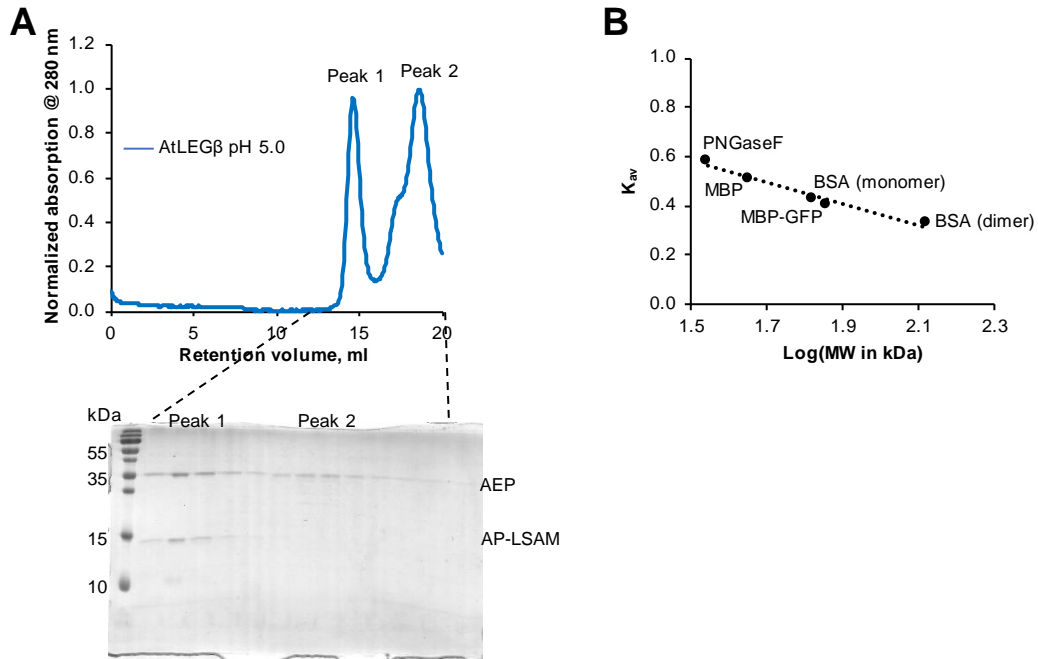 A
Normalized absorption @ 280 nm
1.2
1.0
0.8
0.6
0.4
0.2
0.0
Peak 1
Peak 2
AtLEGβ pH 5.0
0
5
10
15
20
Retention volume, ml
kDa
Peak 1
Peak 2
55
35
15
10
AEP
AP-LSAM
B
Kav
1.0
0.8
0.6
0.4
0.2
0.0
PNGaseF
MBP
BSA (monomer)
MBP-GFP
BSA (dimer)
1.5
1.7
1.9
2.1
2.3
Log(MW in kDa)